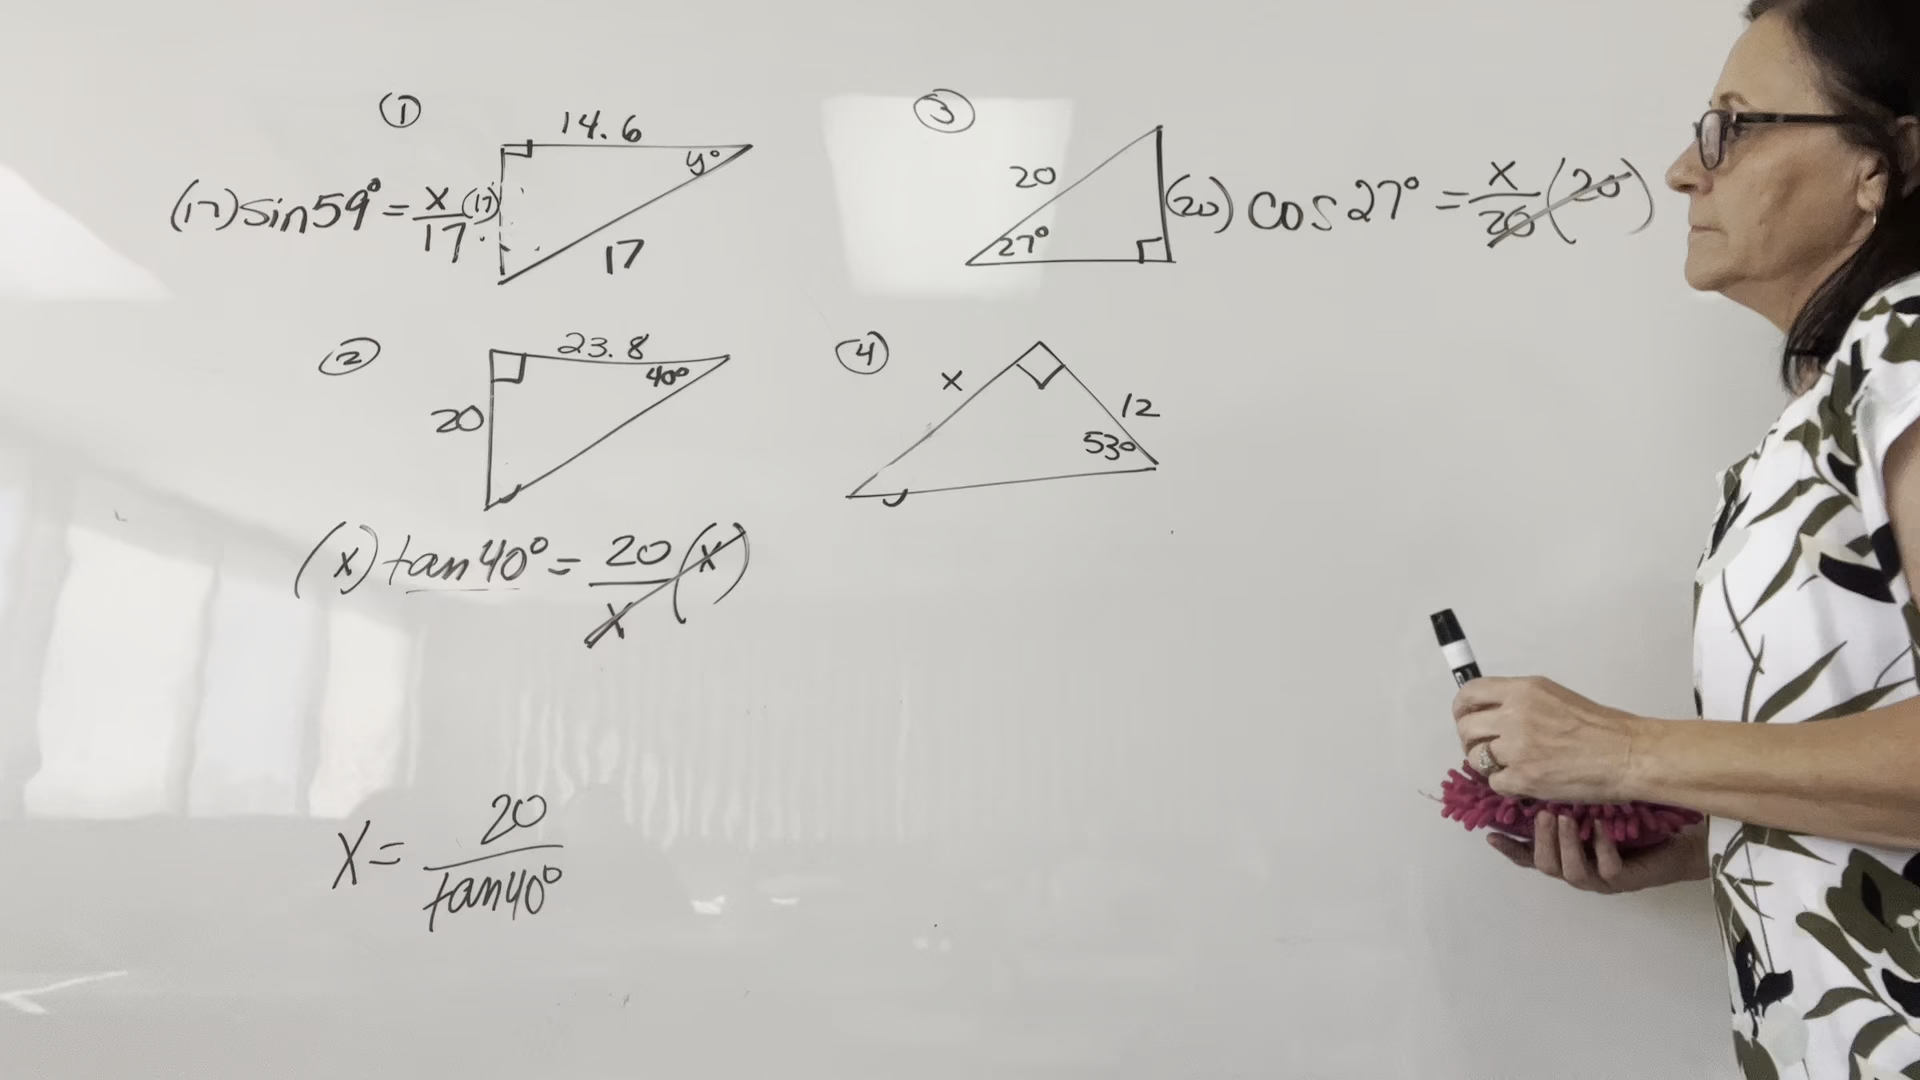 ①
14.6
y°
(17) sin 59° = x/17 (17)
17
②
23.8
40°
20
(x) tan 40° = 20/x (x)
x = 20/tan 40°
③
20
27°
(20) cos 27° = x/20 (20)
④
x
12
53°